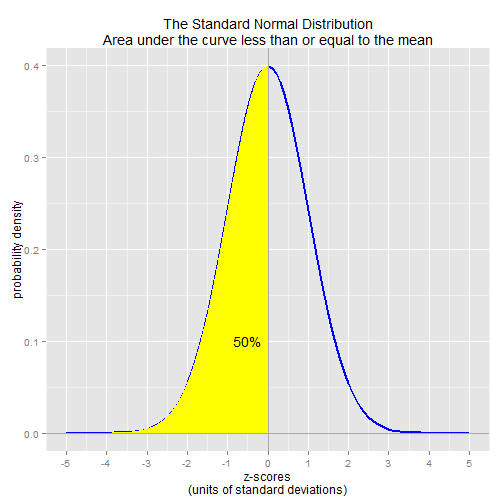 The Standard Normal Distribution
Area under the curve less than or equal to the mean
probability density
0.4
0.3
0.2
0.1
0.0
50%
-5 -4 -3 -2 -1 0 1 2 3 4 5
z-scores
(units of standard deviations)